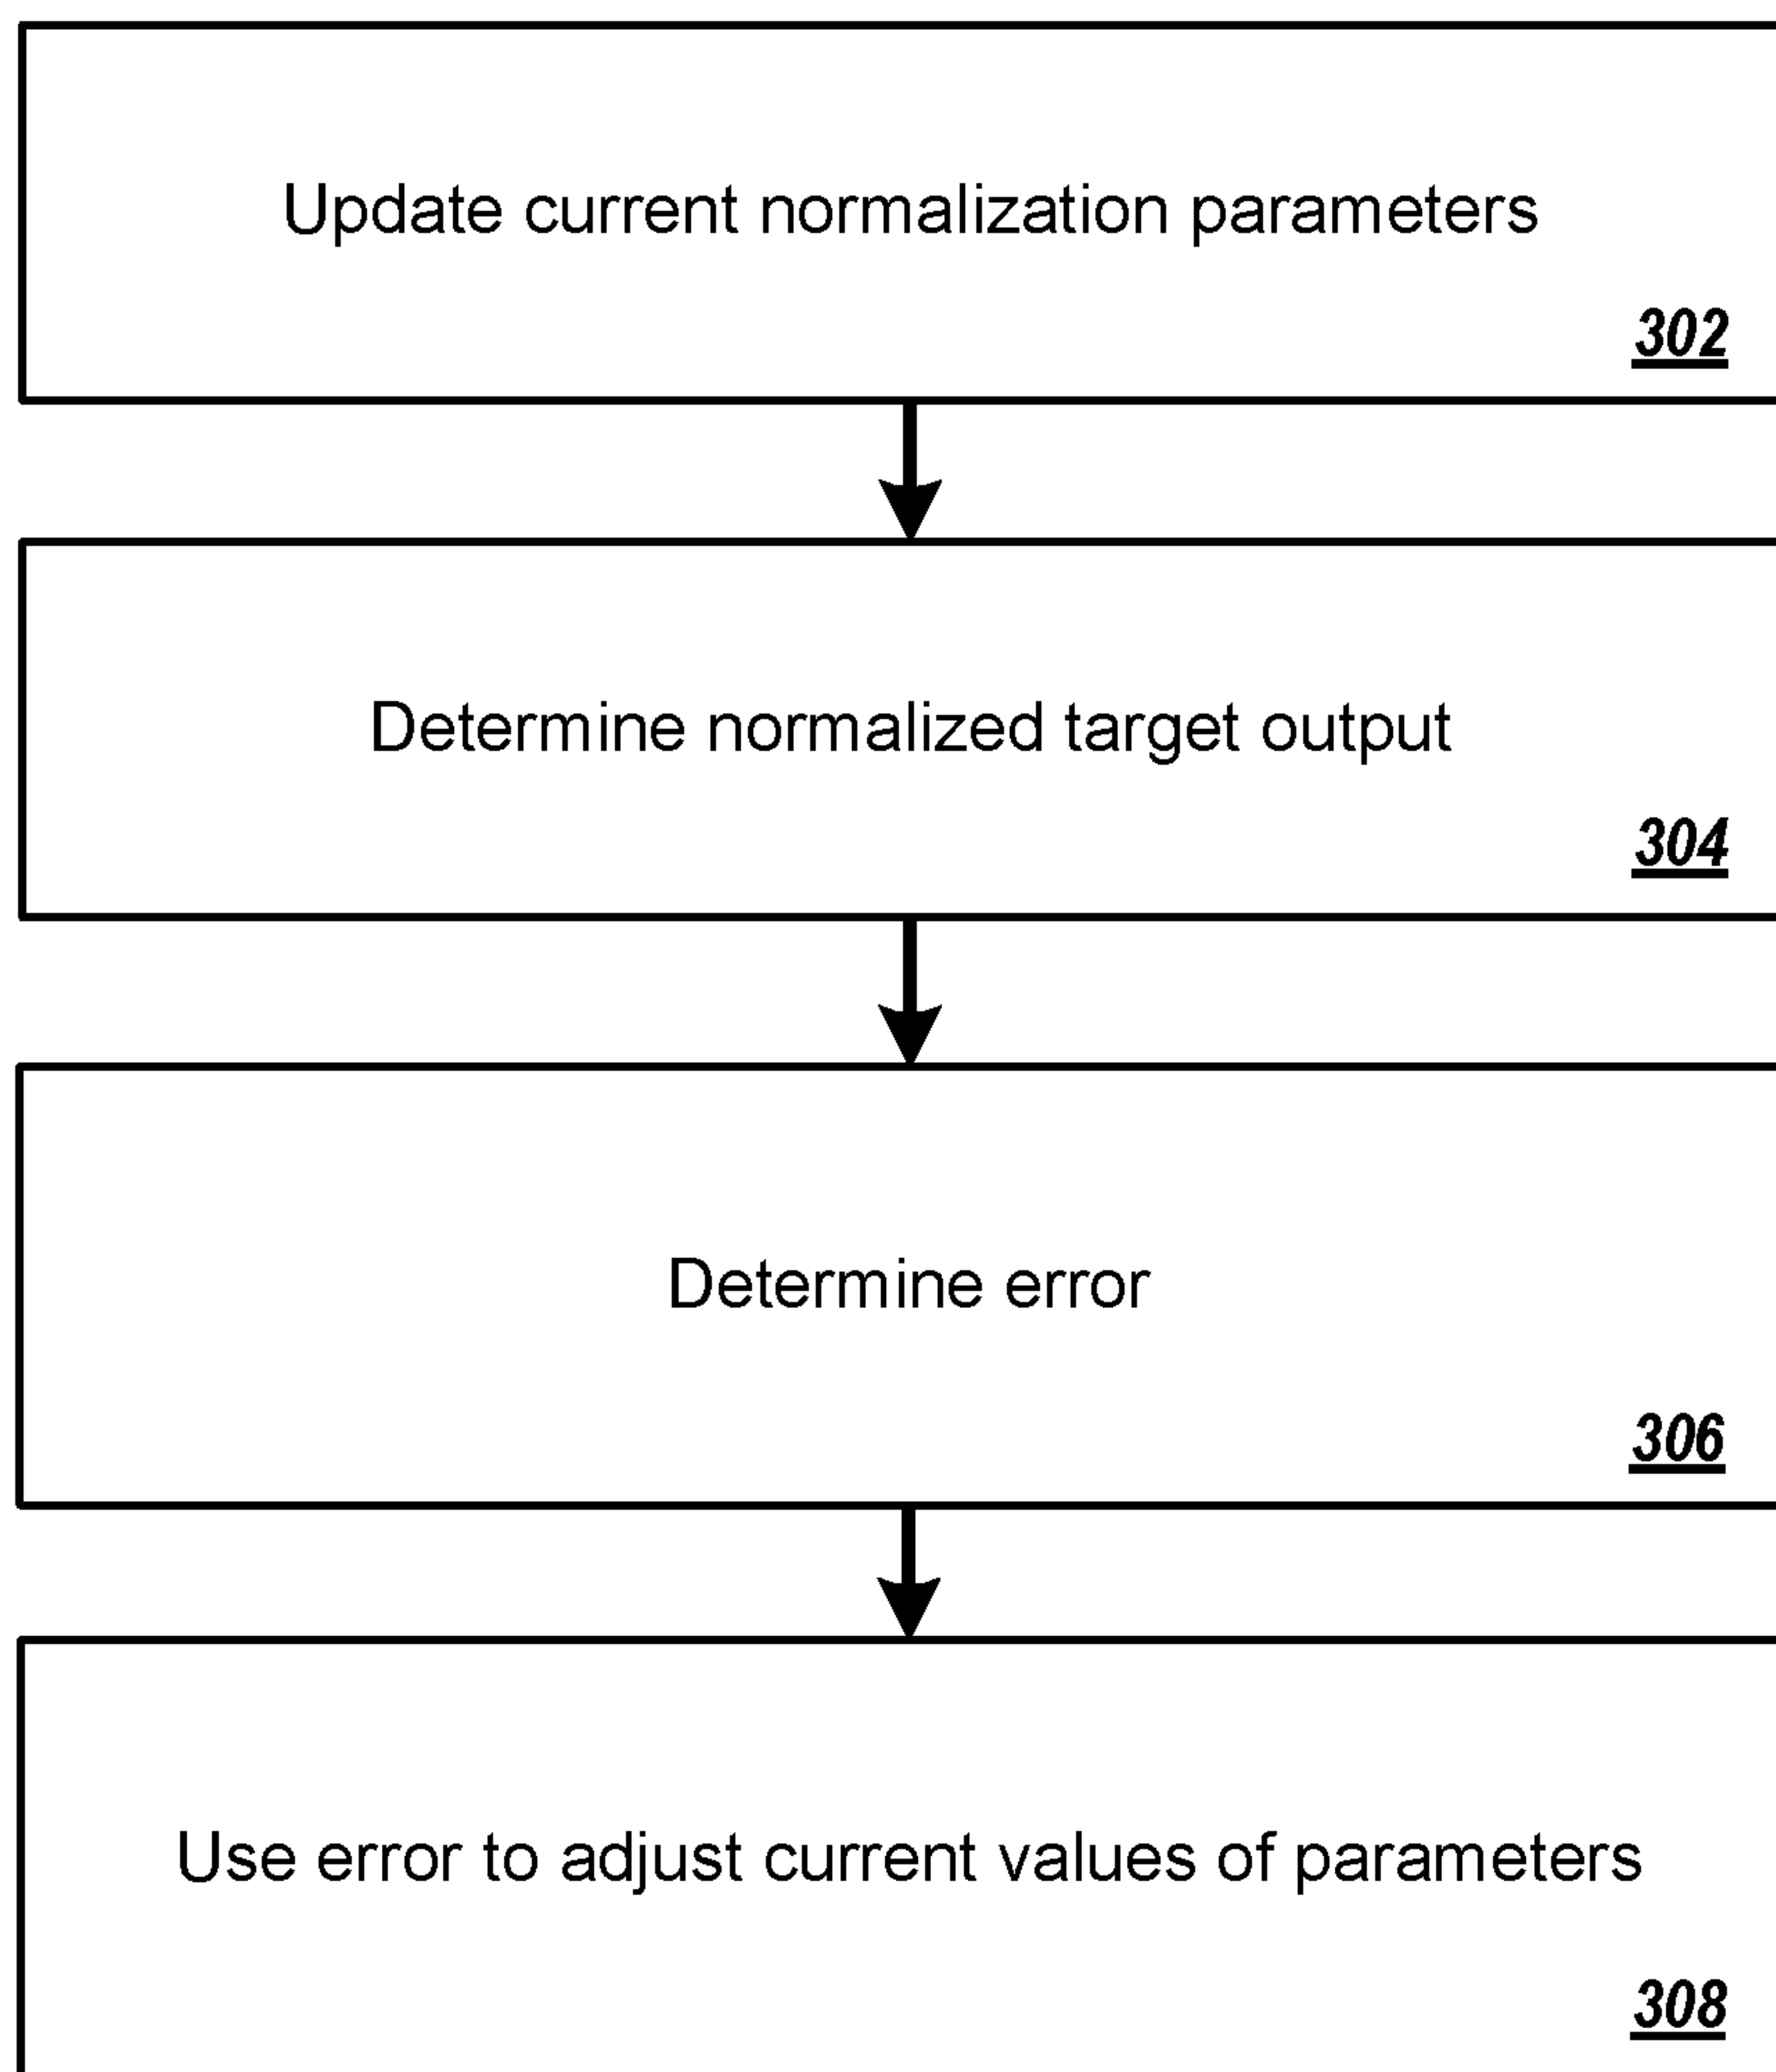 Update current normalization parameters
302
Determine normalized target output
304
Determine error
306
Use error to adjust current values of parameters
308